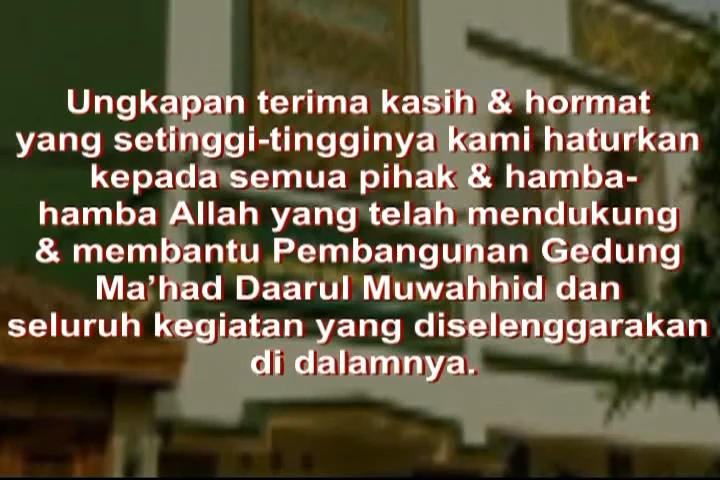 Ungkapan terima kasih & hormat
yang setinggi-tingginya kami haturkan
kepada semua pihak & hamba-
hamba Allah yang telah mendukung
& membantu Pembangunan Gedung
Ma’had Daarul Muwahhid dan
seluruh kegiatan yang diselenggarakan
di dalamnya.